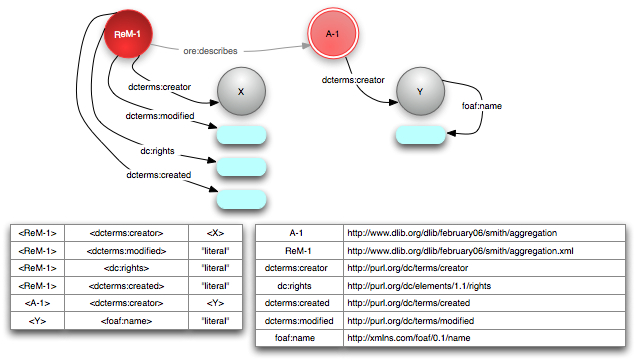 ReM-1
ore:describes
A-1
dcterms:creator
X
dcterms:creator
Y
foaf:name
dcterms:modified
dc:rights
dcterms:created
<ReM-1> <dcterms:creator> <X>
<ReM-1> <dcterms:modified> "literal"
<ReM-1> <dc:rights> "literal"
<ReM-1> <dcterms:created> "literal"
<A-1> <dcterms:creator> <Y>
<Y> <foaf:name> "literal"
A-1 http://www.dlib.org/dlib/february06/smith/aggregation
ReM-1 http://www.dlib.org/dlib/february06/smith/aggregation.xml
dcterms:creator http://purl.org/dc/terms/creator
dc:rights http://purl.org/dc/elements/1.1/rights
dcterms:created http://purl.org/dc/terms/created
dcterms:modified http://purl.org/dc/terms/modified
foaf:name http://xmlns.com/foaf/0.1/name